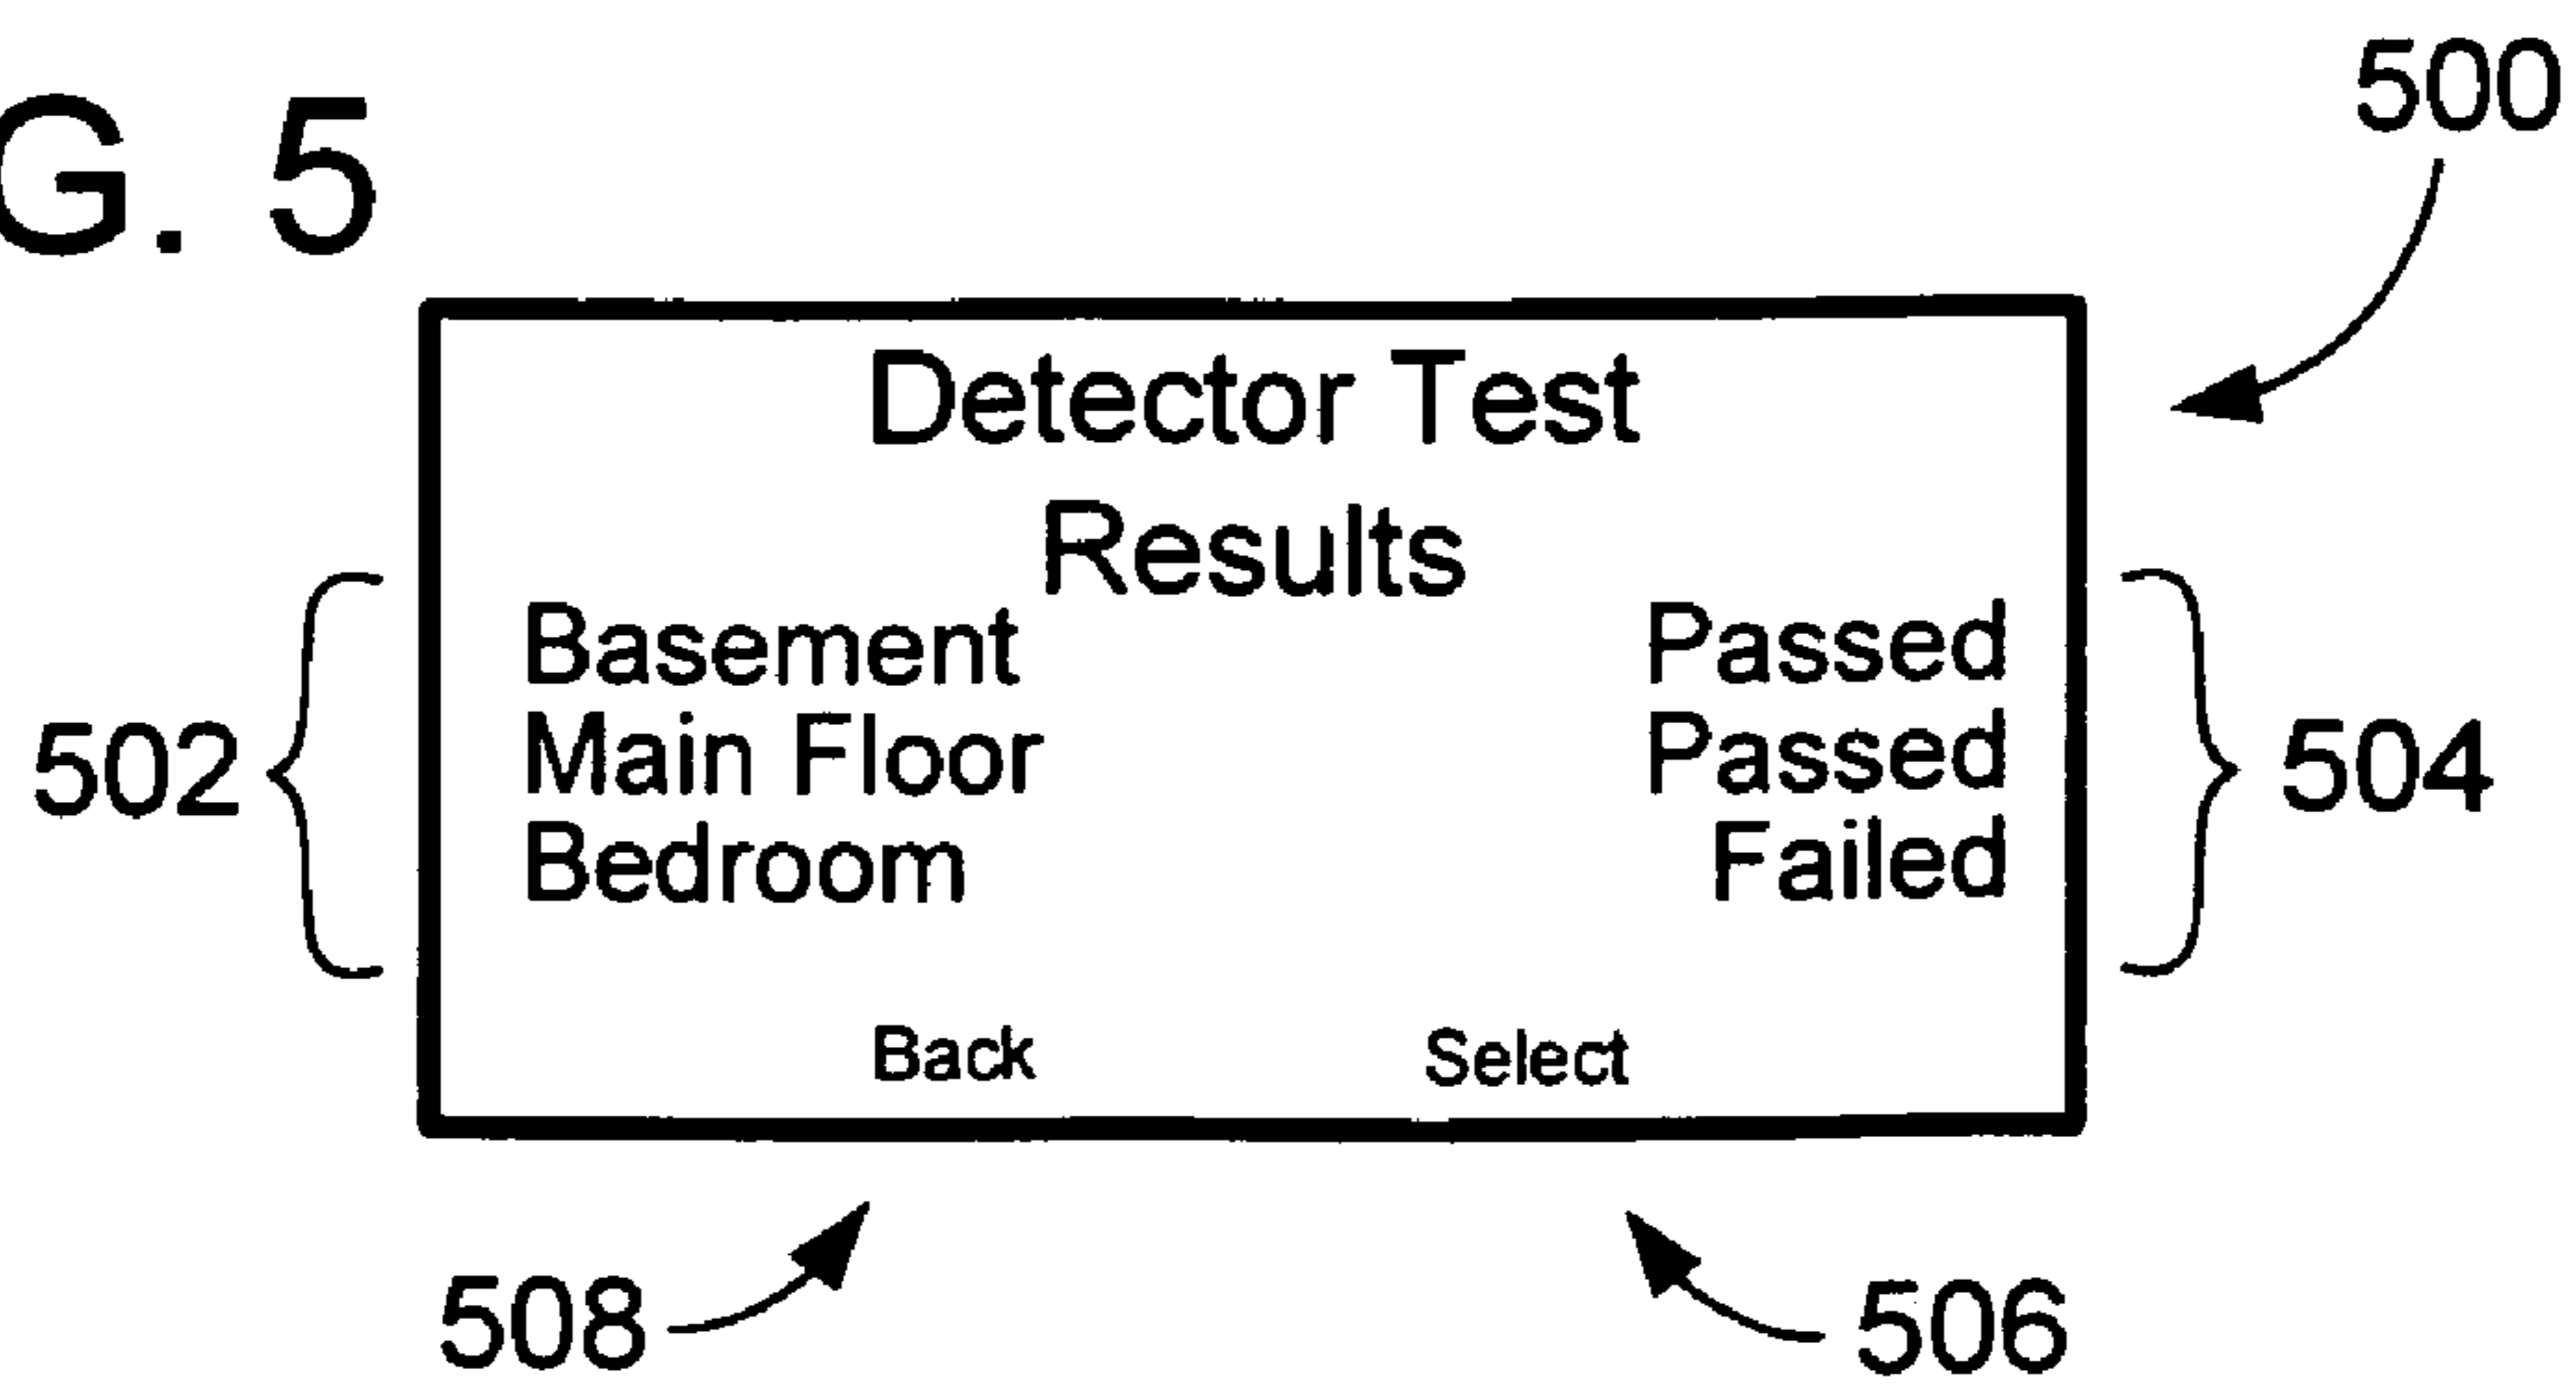 G. 5
500
Detector Test
Results
Basement Passed
Main Floor Passed
Bedroom Failed
502
504
Back Select
508
506